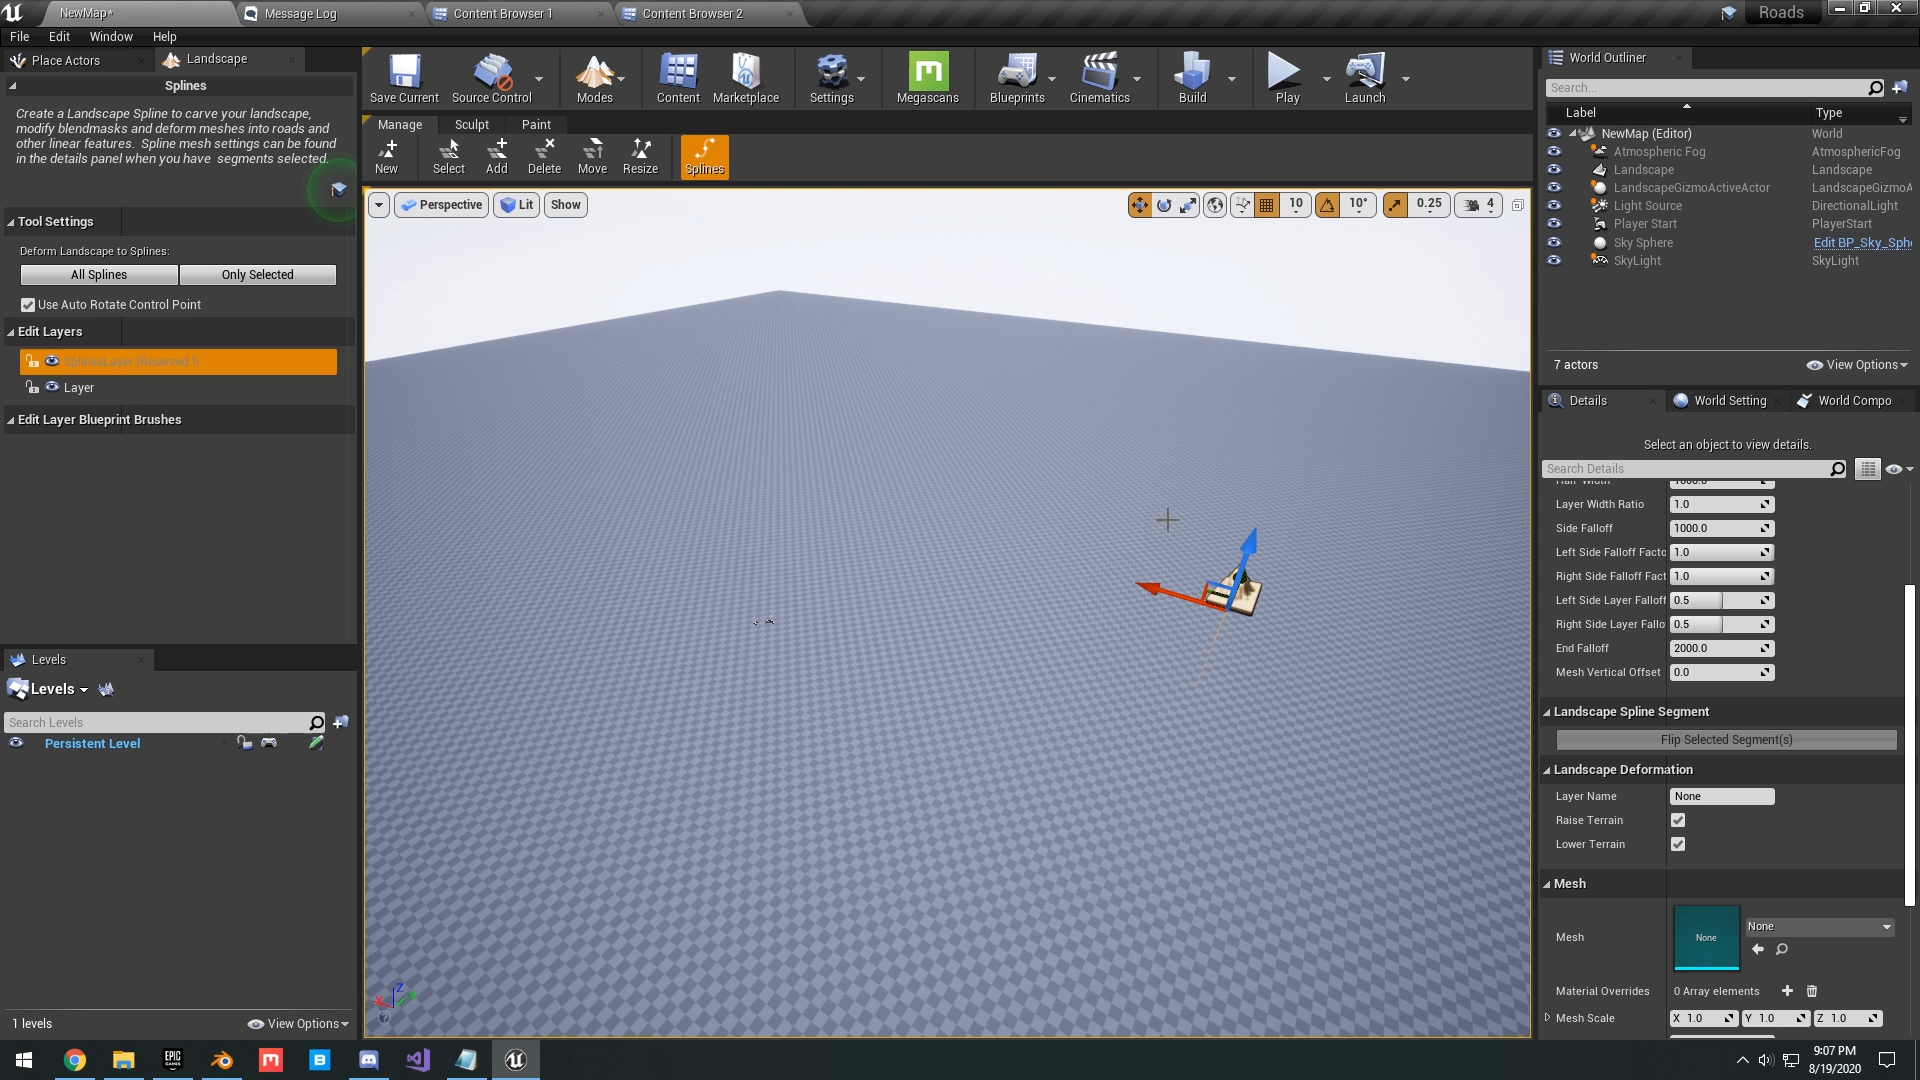 NewMap*
Message Log
Content Browser 1
Content Browser 2
Roads
File Edit Window Help
Place Actors
Landscape
Splines
Create a Landscape Spline to carve your landscape,
modify blendmasks and deform meshes into roads and
other linear features. Spline mesh settings can be found
in the details panel when you have segments selected.
Tool Settings
Deform Landscape to Splines:
All Splines
Only Selected
Use Auto Rotate Control Point
Edit Layers
SplinesLayer (Reserved fi
Layer
Edit Layer Blueprint Brushes
Levels
Levels
Search Levels
Persistent Level
1 levels
View Options
Save Current
Source Control
Modes
Content
Marketplace
Settings
Megascans
Blueprints
Cinematics
Build
Play
Launch
Manage Sculpt Paint
New
Select
Add
Delete
Move
Resize
Splines
Perspective
Lit
Show
10
10°
0.25
4
X Z
World Outliner
Search...
Label Type
NewMap (Editor) World
Atmospheric Fog AtmosphericFog
Landscape Landscape
LandscapeGizmoActiveActor LandscapeGizmoA
Light Source DirectionalLight
Player Start PlayerStart
Sky Sphere Edit BP_Sky_Sphe
SkyLight SkyLight
7 actors
View Options
Details
World Setting
World Compo
Select an object to view details.
Search Details
Half Width 1000.0
Layer Width Ratio 1.0
Side Falloff 1000.0
Left Side Falloff Facto 1.0
Right Side Falloff Fact 1.0
Left Side Layer Falloff 0.5
Right Side Layer Fallo 0.5
End Falloff 2000.0
Mesh Vertical Offset 0.0
Landscape Spline Segment
Flip Selected Segment(s)
Landscape Deformation
Layer Name None
Raise Terrain
Lower Terrain
Mesh
Mesh
None
None
Material Overrides 0 Array elements
Mesh Scale X 1.0 Y 1.0 Z 1.0
EPIC
GAMES
9:07 PM
8/19/2020